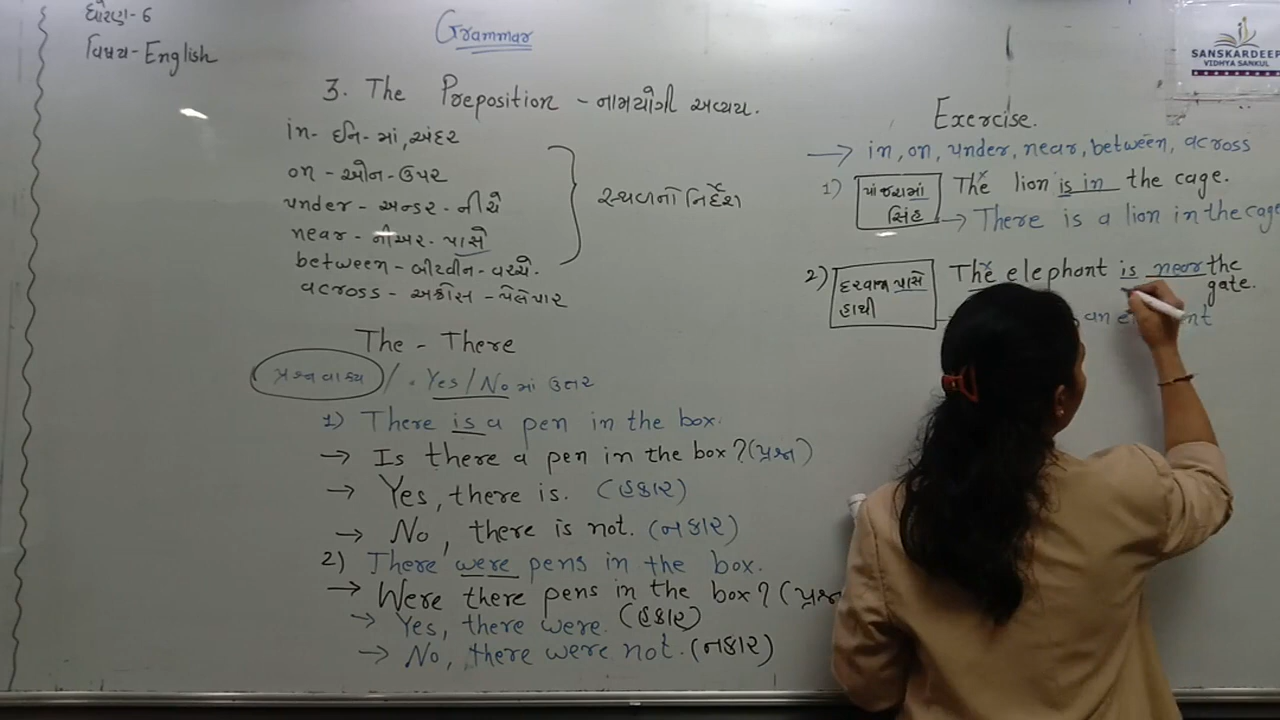 ધોરણ-6
વિષય-English
Grammar
SANSKARDEEP
VIDHYA SANKUL
3. The Preposition - નામયોગી અવ્યય.
in- ઈન-માં, અંદર
on - ઓન-ઉપર
under - અન્ડર - નીચે
near - નીઅર - પાસે
between - બીટવીન - વચ્ચે.
across - અક્રોસ - પેલેપાર
સ્થળનો નિર્દેશ
The - There
પ્રશ્ન વાક્ય / . Yes / No માં ઉતર
1) There is a pen in the box.
→ Is there a pen in the box? (પ્રશ્ન)
→ Yes, there is. (હકાર)
→ No, there is not. (નકાર)
2) There were pens in the box.
→ Were there pens in the box? (પ્રશ્ન
→ Yes, there were. (હકાર)
→ No, there were not. (નકાર)
Exercise.
→ in, on, under, near, between, across
1) પાંજરામાં સિંહ The lion is in the cage.
→ There is a lion in the cage
2) દરવાજા પાસે હાથી The elephont is near the gate.
an